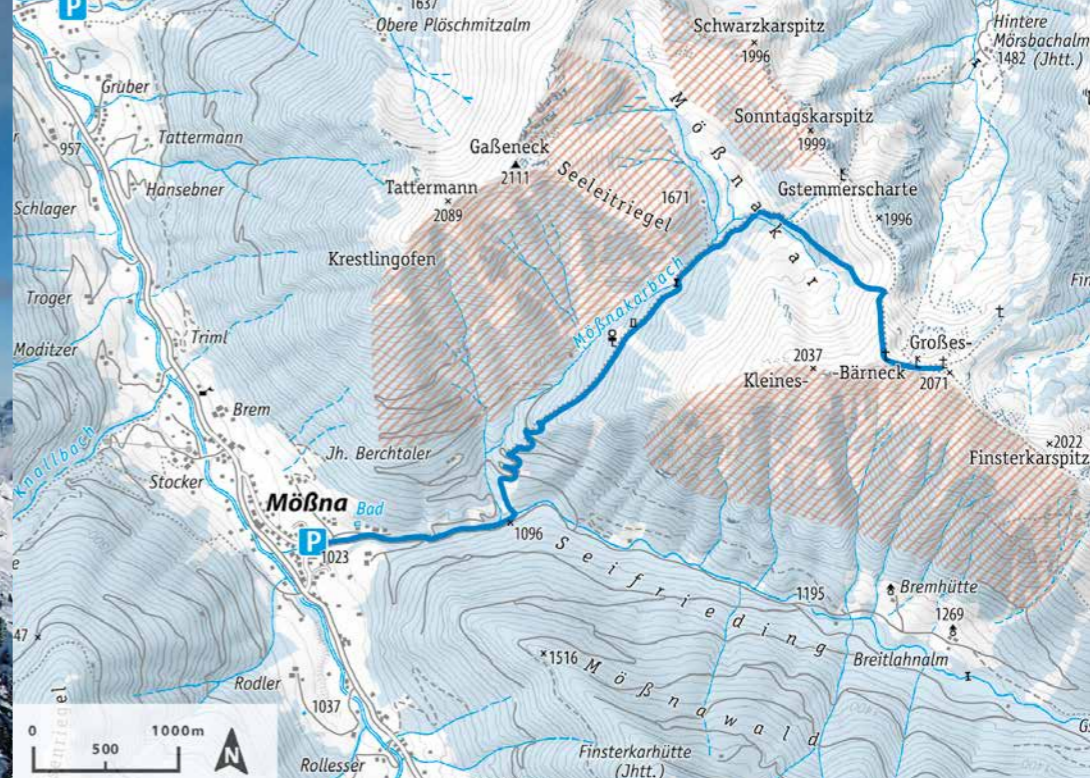 P
1637
Obere Plöschmitzalm
Schwarzkarspitz
1996
Hintere
Mörsbachalm
1482 (Jhtt.)
Gruber
957
Tattermann
Mößnakar
Sonntagskarspitz
1999
Gaßeneck
2111
Seeleitriegel
1671
Gstemmerscharte
1996
Hansebner
Tattermann
2089
Schlager
Krestlingofen
Mößnakarbach
Fin
Troger
Triml
Moditzer
Großes-
2037
Kleines-
-Bärneck
2071
Brem
Knallbach
Jh. Berchtaler
2022
Finsterkarspitz
Stocker
Mößna
Bad
P
1023
1096
e
Seifrieding
1195
Bremhütte
1269
47
1516
Mößnawald
Breitlahnalm
Rodler
1037
senriegel
0
500
1000m
N
Rollesser
Finsterkarhütte
(Jhtt.)